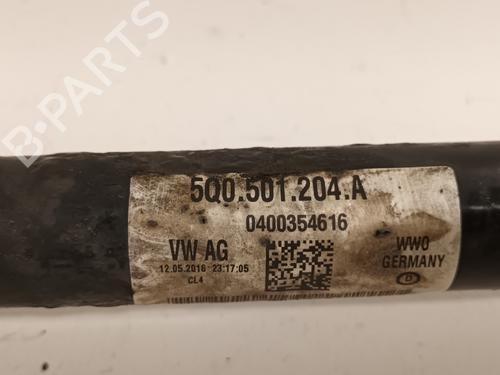 B-PARTS
5Q0.501.204.A
0400354616
VW AG
12.05.2016 23:17:05
CL4
WWO
GERMANY
B